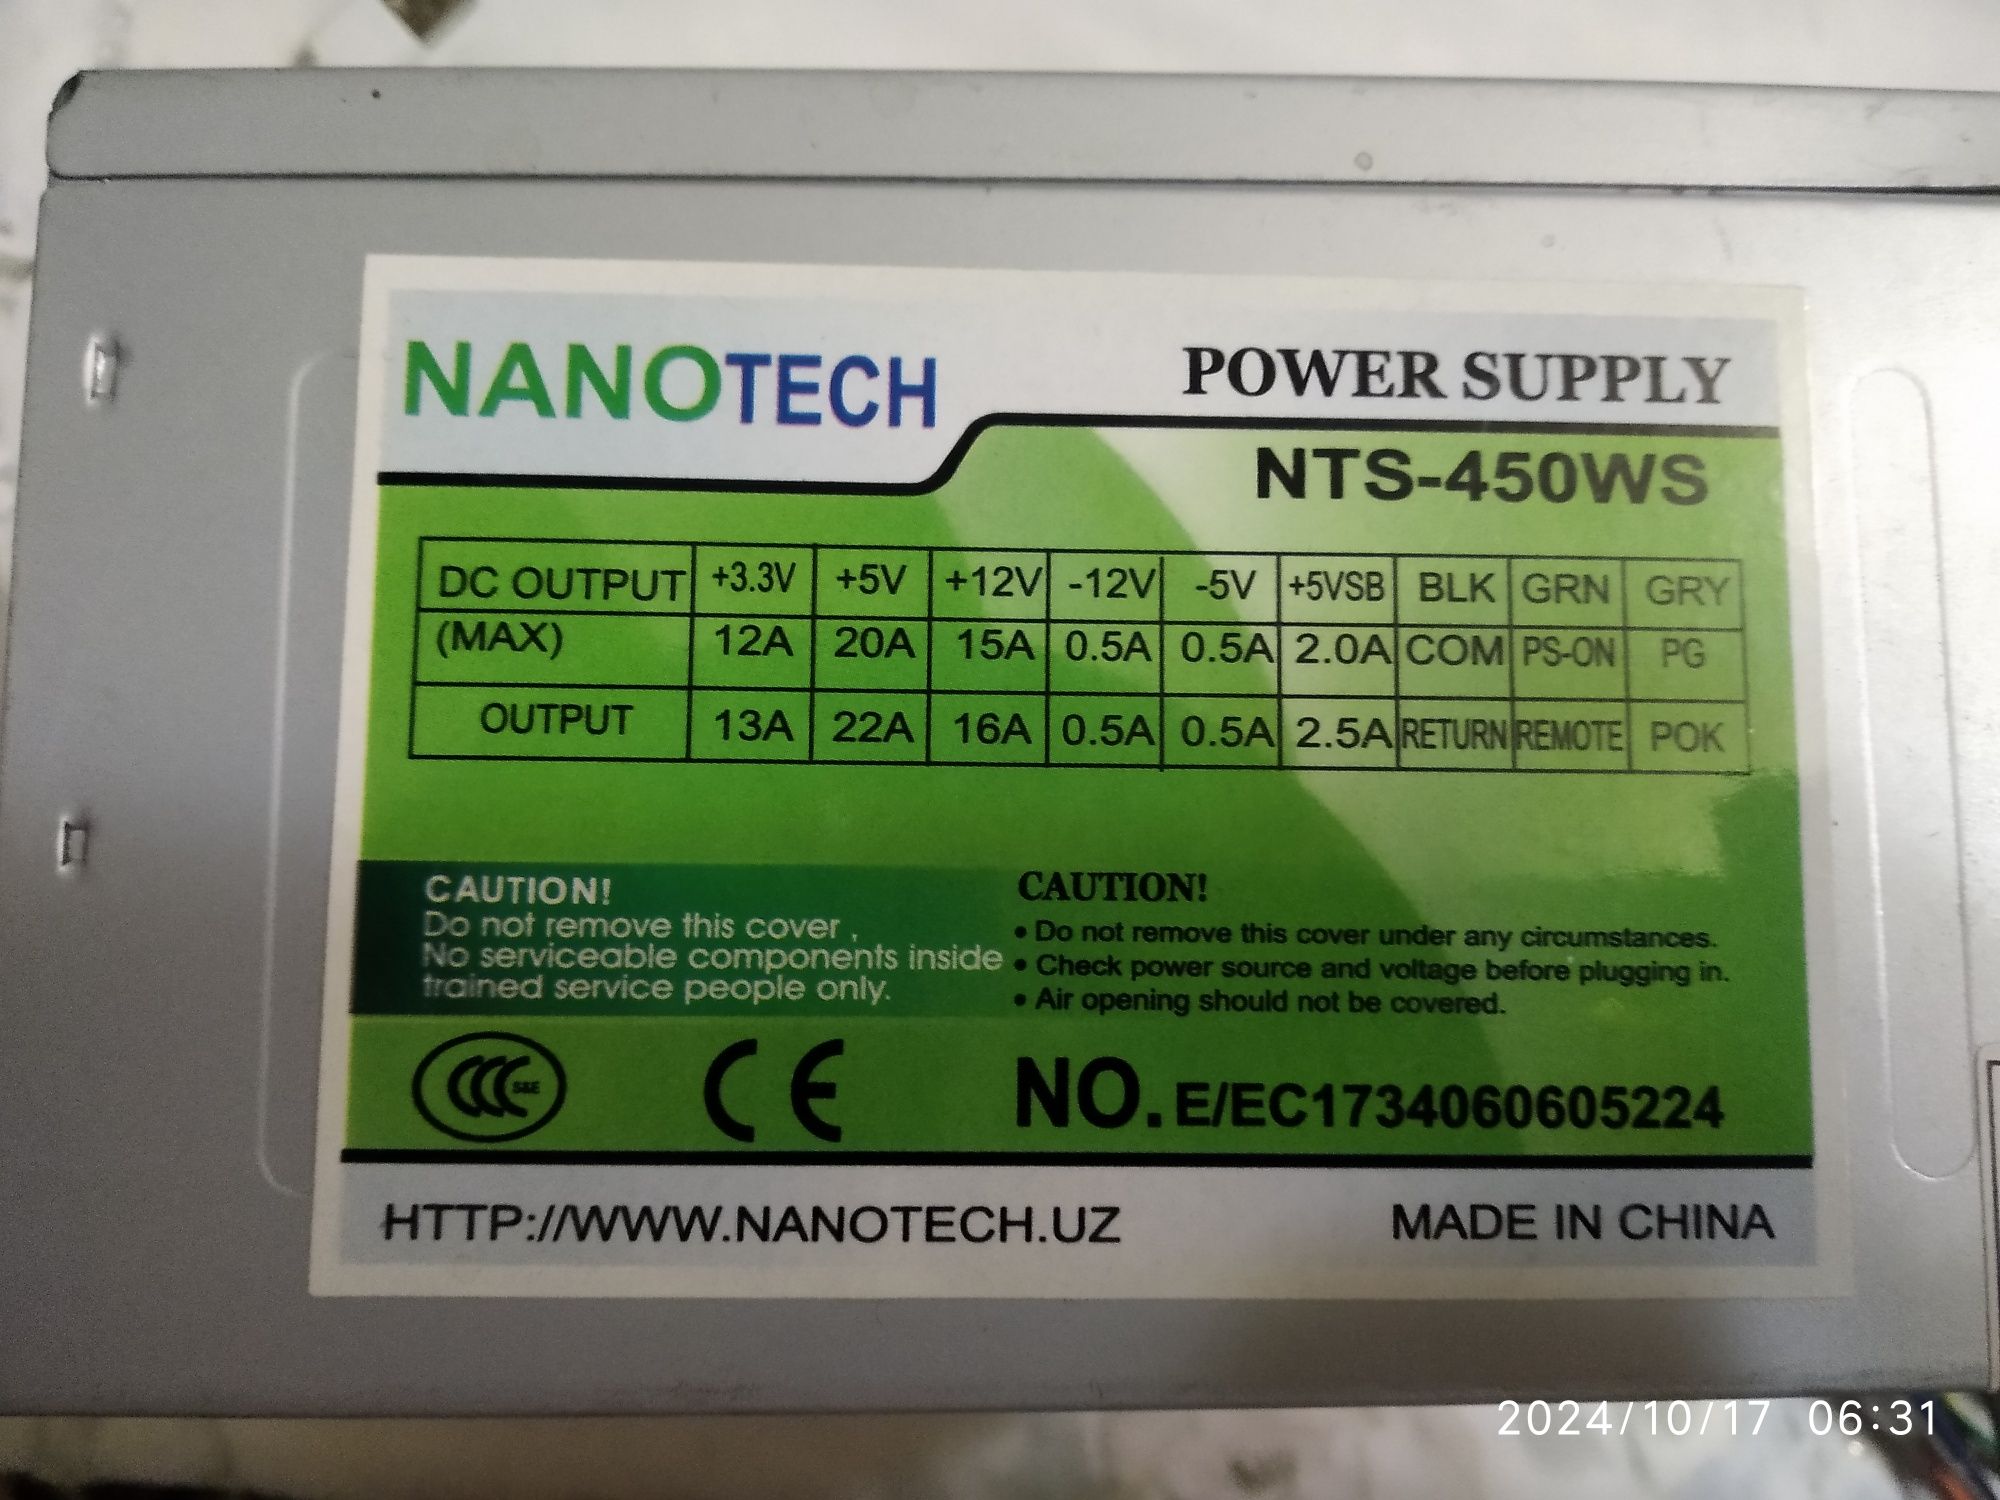 NANOTECH
POWER SUPPLY
NTS-450WS
DC OUTPUT +3.3V +5V +12V -12V -5V +5VSB BLK GRN GRY
(MAX) 12A 20A 15A 0.5A 0.5A 2.0A COM PS-ON PG
OUTPUT 13A 22A 16A 0.5A 0.5A 2.5A RETURN REMOTE POK
CAUTION!
Do not remove this cover ,
No serviceable components inside
trained service people only.
CAUTION!
• Do not remove this cover under any circumstances.
• Check power source and voltage before plugging in.
• Air opening should not be covered.
CCC S&E
CE
NO. E/EC1734060605224
HTTP://WWW.NANOTECH.UZ
MADE IN CHINA
2024/10/17 06:31